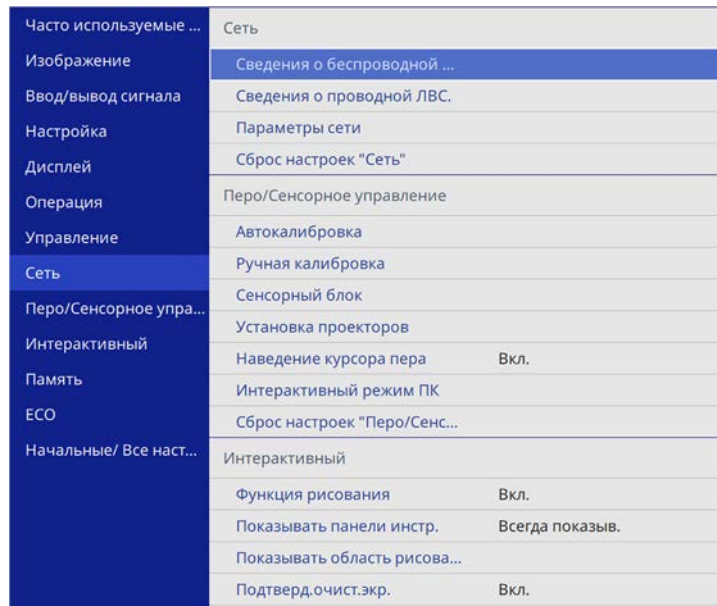 Часто используемые ...
Изображение
Ввод/вывод сигнала
Настройка
Дисплей
Операция
Управление
Сеть
Перо/Сенсорное упра...
Интерактивный
Память
ECO
Начальные/ Все наст...
Сеть
Сведения о беспроводной ...
Сведения о проводной ЛВС.
Параметры сети
Сброс настроек "Сеть"
Перо/Сенсорное управление
Автокалибровка
Ручная калибровка
Сенсорный блок
Установка проекторов
Наведение курсора пера Вкл.
Интерактивный режим ПК
Сброс настроек "Перо/Сенс...
Интерактивный
Функция рисования Вкл.
Показывать панели инстр. Всегда показыв.
Показывать область рисова...
Подтверд.очист.экр. Вкл.